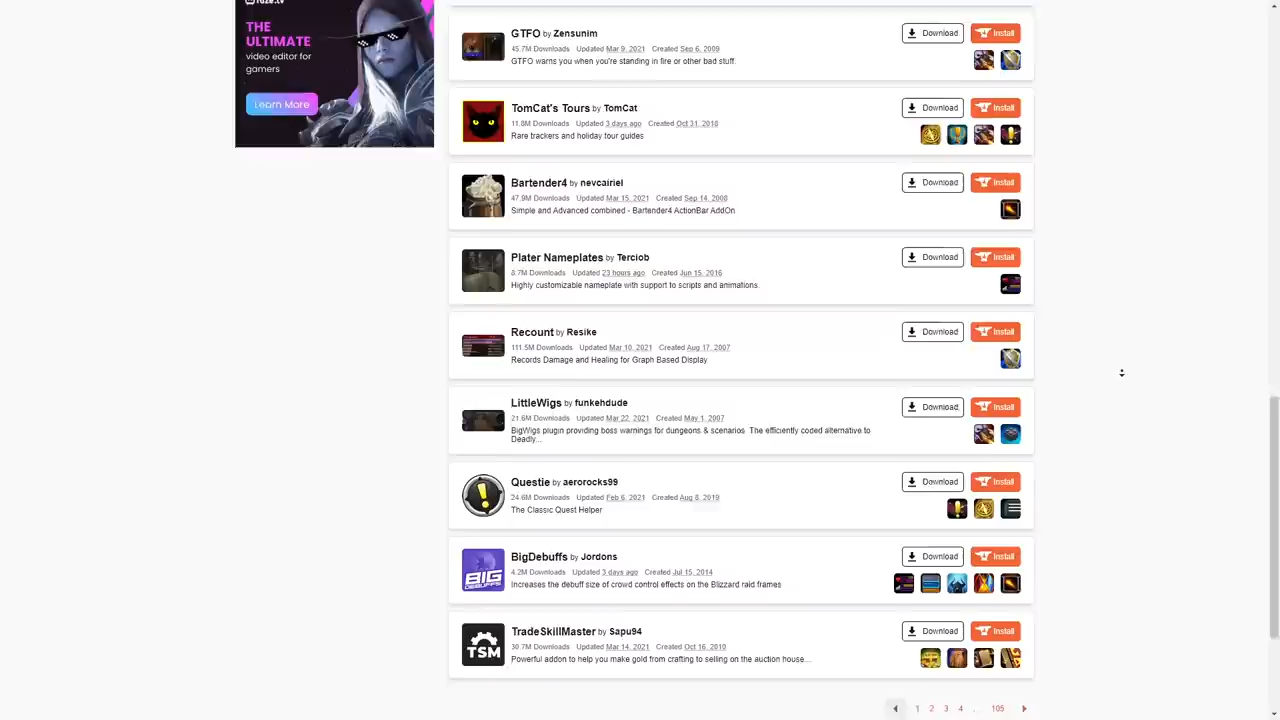 THE
ULTIMATE
video editor for
gamers
Learn More
GTFO by Zensunim
45.7M Downloads Updated Mar 9, 2021 Created Sep 6, 2009
GTFO warns you when you're standing in fire or other bad stuff.
Download Install
TomCat's Tours by TomCat
11.8M Downloads Updated 3 days ago Created Oct 31, 2018
Rare trackers and holiday tour guides
Download Install
Bartender4 by nevcairiel
47.9M Downloads Updated Mar 15, 2021 Created Sep 14, 2008
Simple and Advanced combined - Bartender4 ActionBar AddOn
Download Install
Plater Nameplates by Terciob
8.7M Downloads Updated 23 hours ago Created Jun 15, 2016
Highly customizable nameplate with support to scripts and animations.
Download Install
Recount by Resike
111.5M Downloads Updated Mar 10, 2021 Created Aug 17, 2007
Records Damage and Healing for Graph Based Display.
Download Install
LittleWigs by funkehdude
21.6M Downloads Updated Mar 22, 2021 Created May 1, 2007
BigWigs plugin providing boss warnings for dungeons & scenarios. The efficiently coded alternative to
Deadly...
Download Install
Questie by aerorocks99
24.6M Downloads Updated Feb 6, 2021 Created Aug 8, 2019
The Classic Quest Helper
Download Install
BIG
DEBUFFS
BigDebuffs by Jordons
4.2M Downloads Updated 3 days ago Created Jul 15, 2014
Increases the debuff size of crowd control effects on the Blizzard raid frames
Download Install
TSM
TradeSkillMaster by Sapu94
30.7M Downloads Updated Mar 14, 2021 Created Oct 16, 2010
Powerful addon to help you make gold from crafting to selling on the auction house...
Download Install
1 2 3 4 ... 105